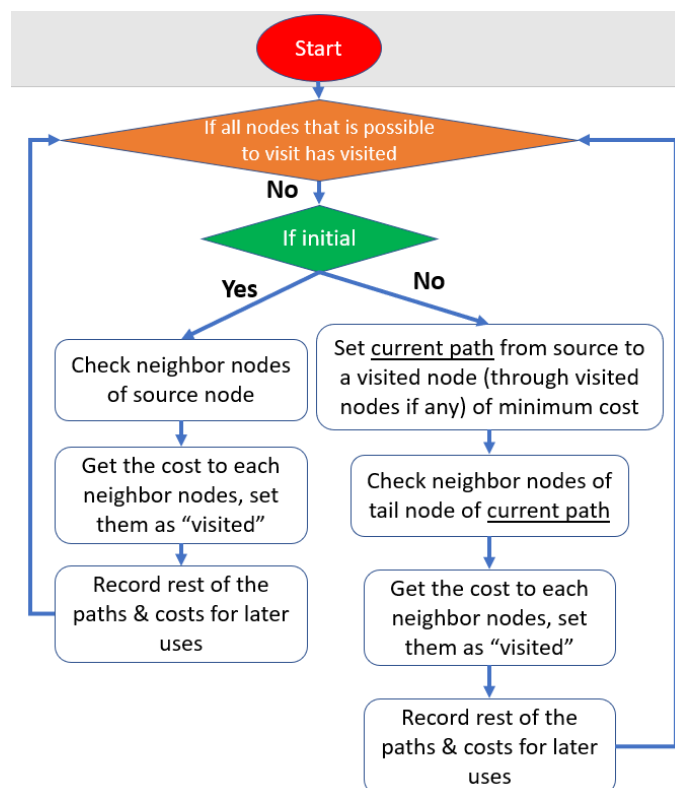 Start
If all nodes that is possible
to visit has visited
No
If initial
Yes
No
Check neighbor nodes
of source node
Get the cost to each
neighbor nodes, set
them as “visited”
Record rest of the
paths & costs for later
uses
Set current path from source to
a visited node (through visited
nodes if any) of minimum cost
Check neighbor nodes of
tail node of current path
Get the cost to each
neighbor nodes, set
them as “visited”
Record rest of the
paths & costs for later
uses